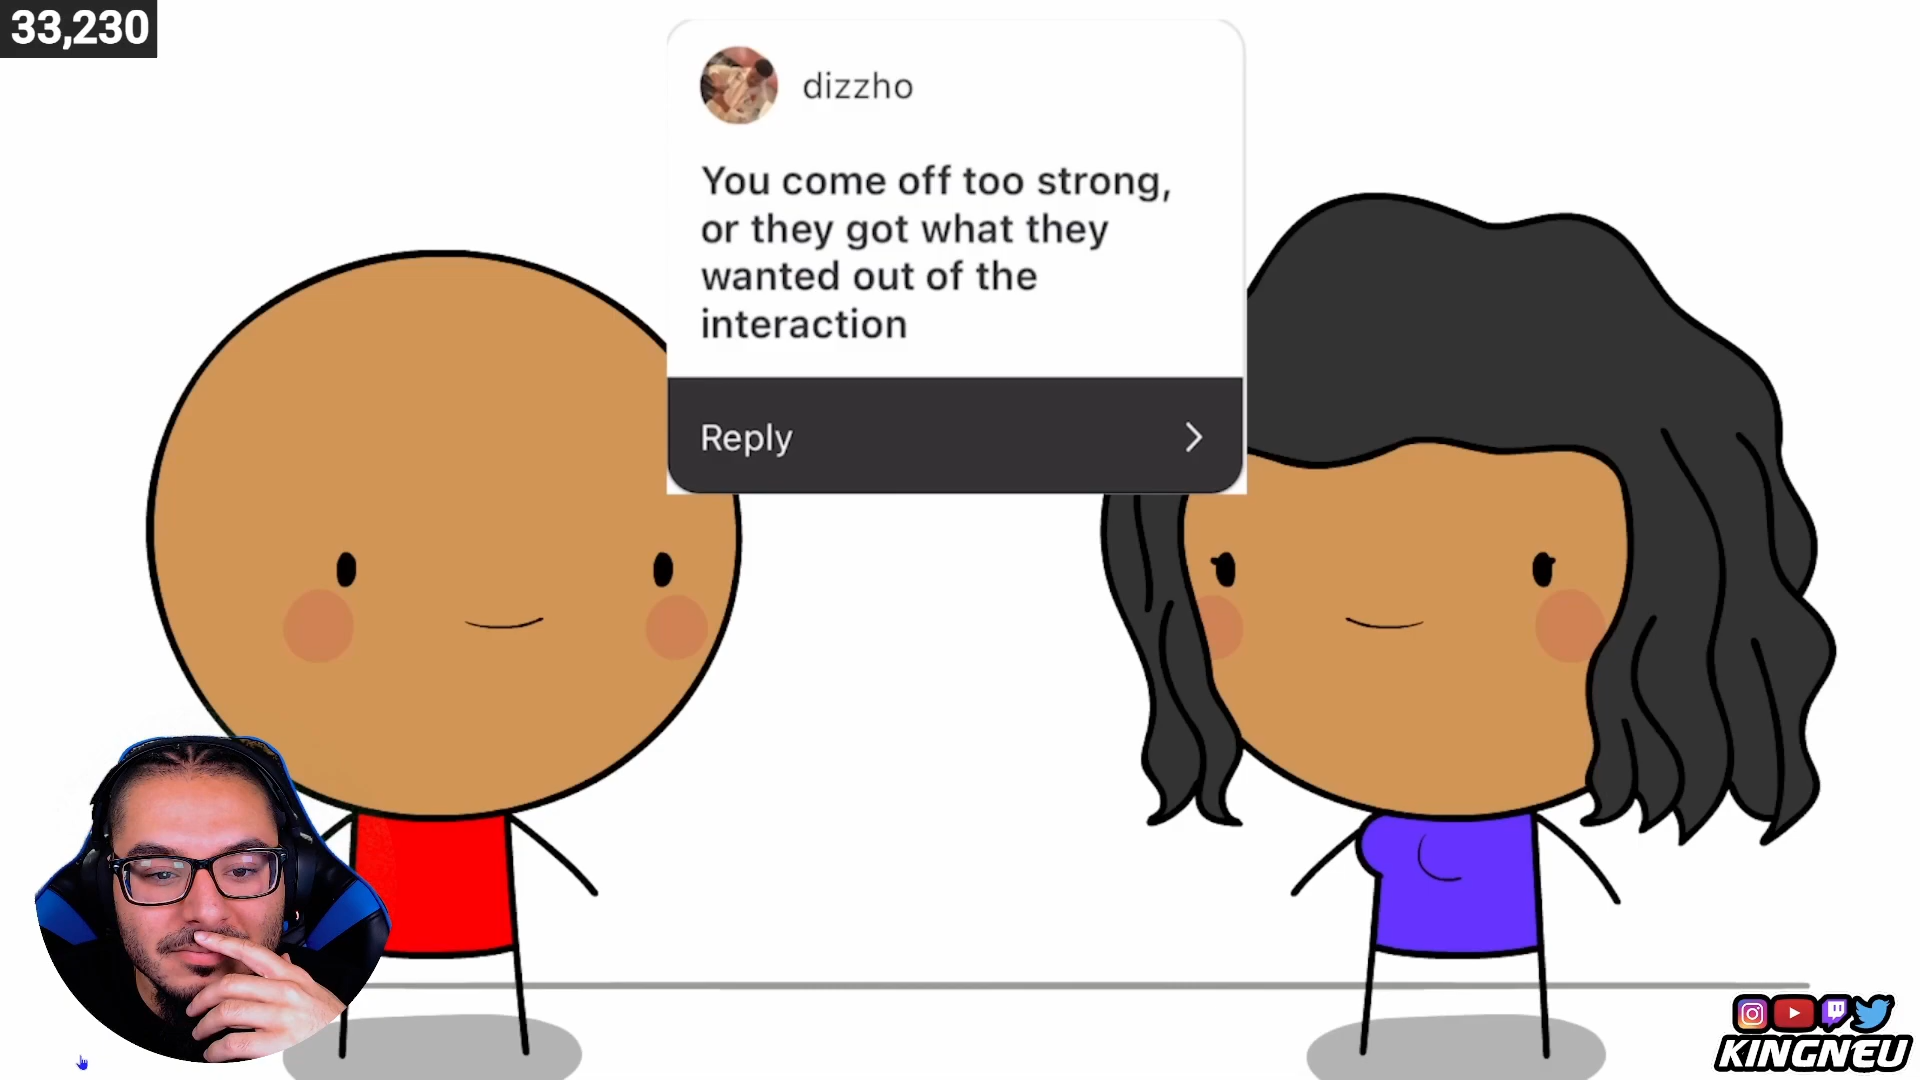 33,230
dizzho
You come off too strong,
or they got what they
wanted out of the
interaction
Reply
KINGNEU